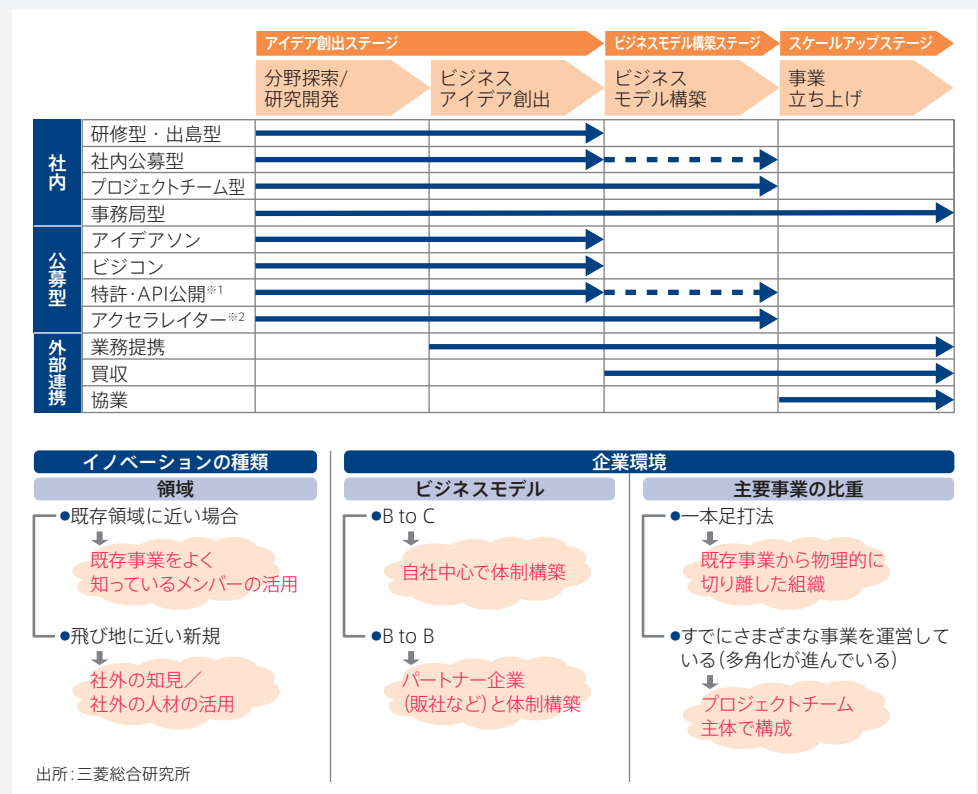 アイデア創出ステージ
ビジネスモデル構築ステージ
スケールアップステージ
分野探索/
研究開発
ビジネス
アイデア創出
ビジネス
モデル構築
事業
立ち上げ
社内
研修型・出島型
社内公募型
プロジェクトチーム型
事務局型
公募型
アイデアソン
ビジコン
特許・API公開※1
アクセラレイター※2
外部連携
業務提携
買収
協業
イノベーションの種類
領域
●既存領域に近い場合
既存事業をよく
知っているメンバーの活用
●飛び地に近い新規
社外の知見／
社外の人材の活用
企業環境
ビジネスモデル
●B to C
自社中心で体制構築
●B to B
パートナー企業
(販社など)と体制構築
主要事業の比重
●一本足打法
既存事業から物理的に
切り離した組織
●すでにさまざまな事業を運営して
いる(多角化が進んでいる)
プロジェクトチーム
主体で構成
出所：三菱総合研究所